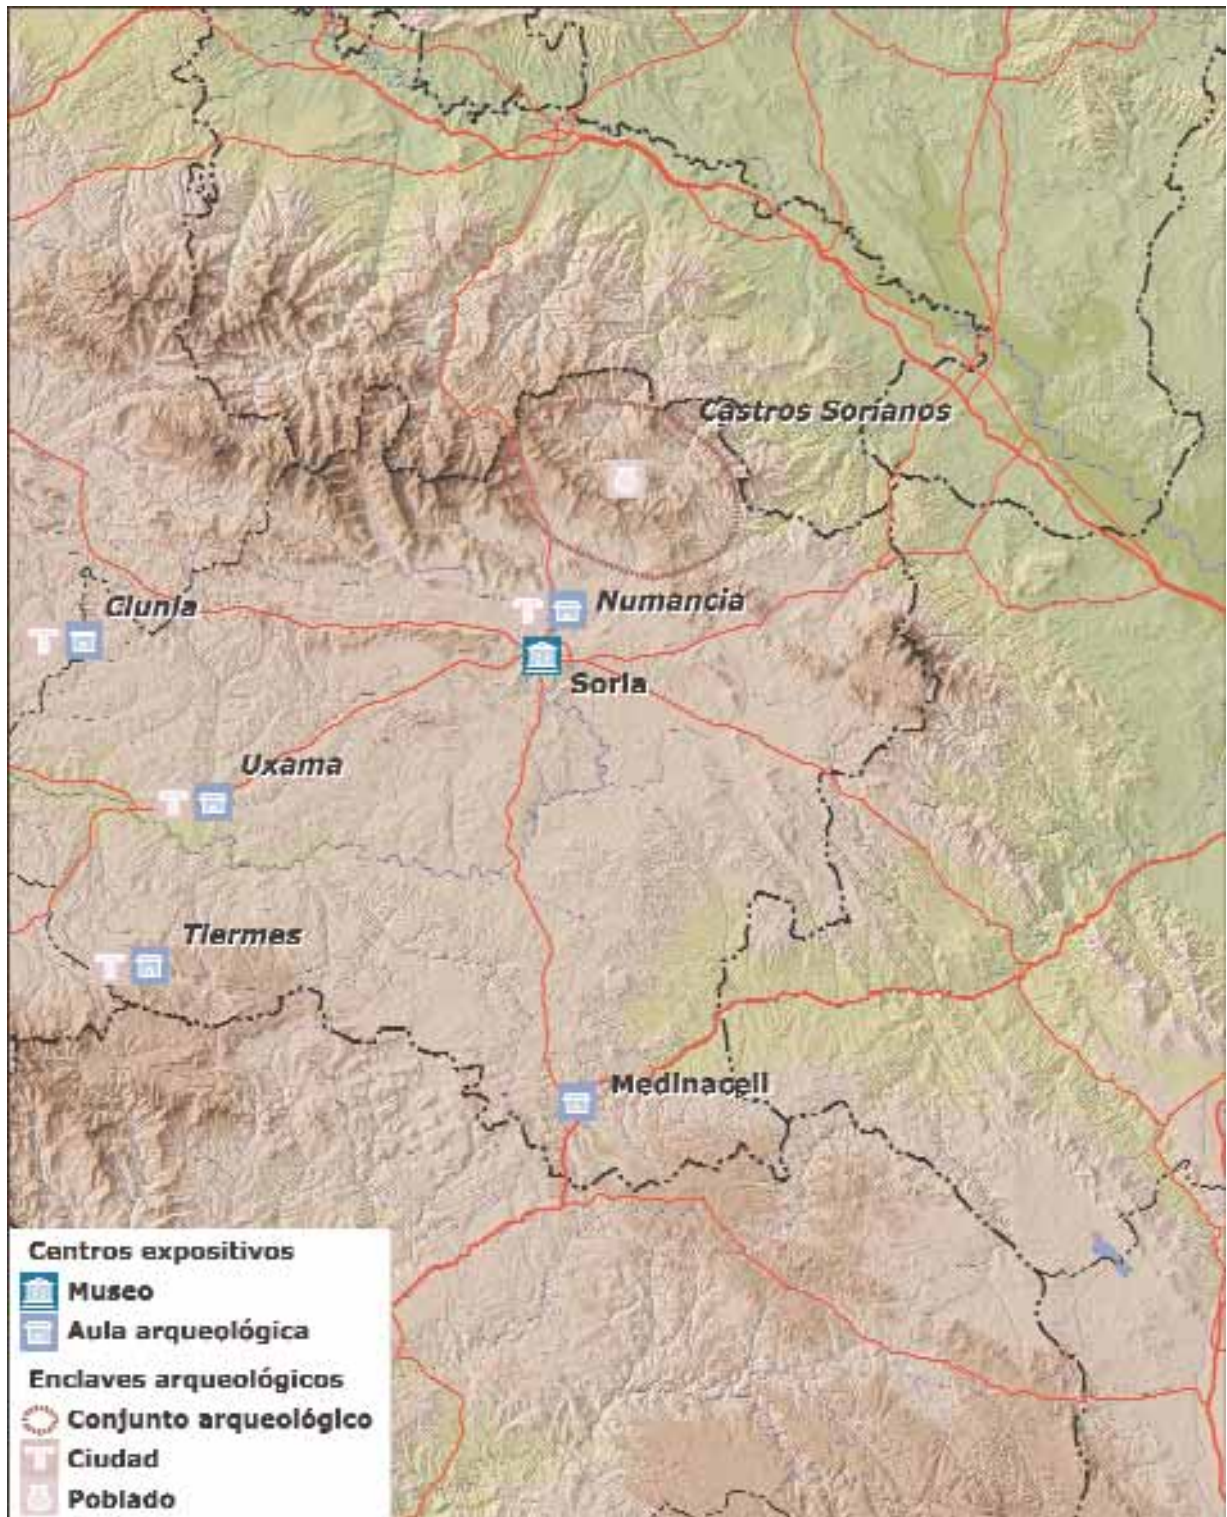 Castros Sorianos
Clunia
Numancia
Soria
Uxama
Tiermes
Medinaceli
Centros expositivos
Museo
Aula arqueológica
Enclaves arqueológicos
Conjunto arqueológico
Ciudad
Poblado